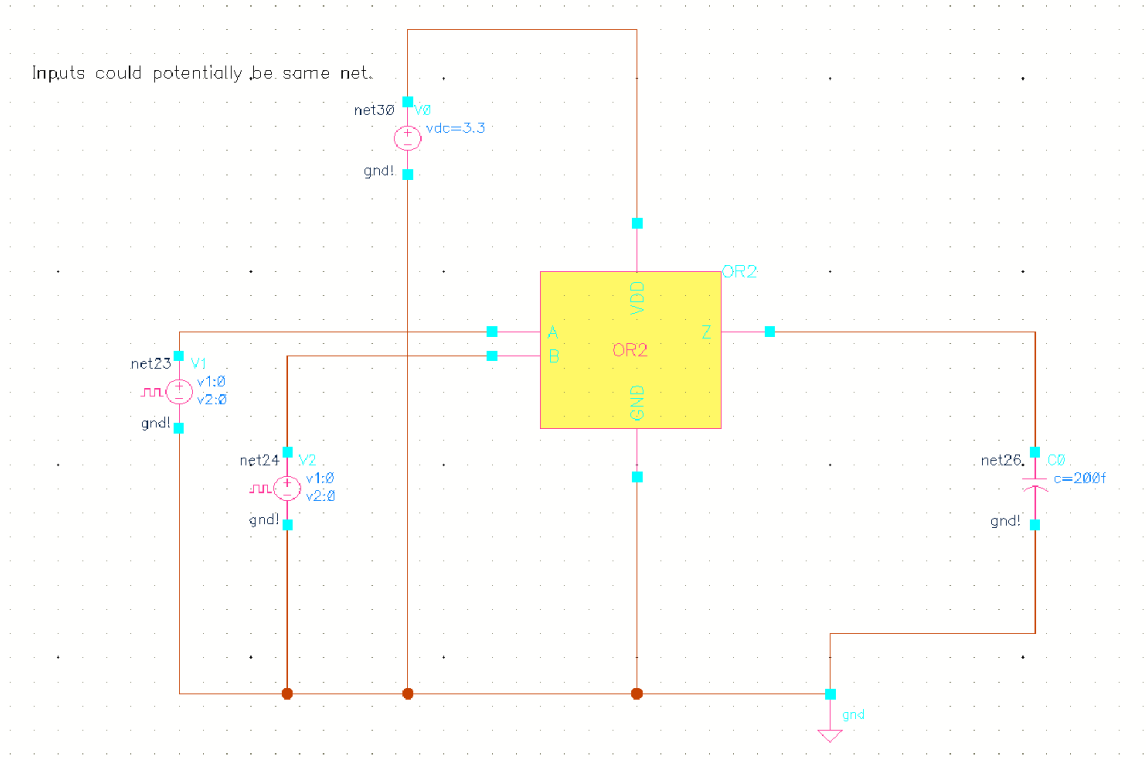 Inputs could potentially be same net.
net30 V0
vdc=3.3
gnd!
OR2
VDD
A Z
OR2
B
GND
net23 V1
v1:0
v2:0
gnd!
net24 V2
v1:0
v2:0
gnd!
net26 C0
c=200f
gnd!
gnd